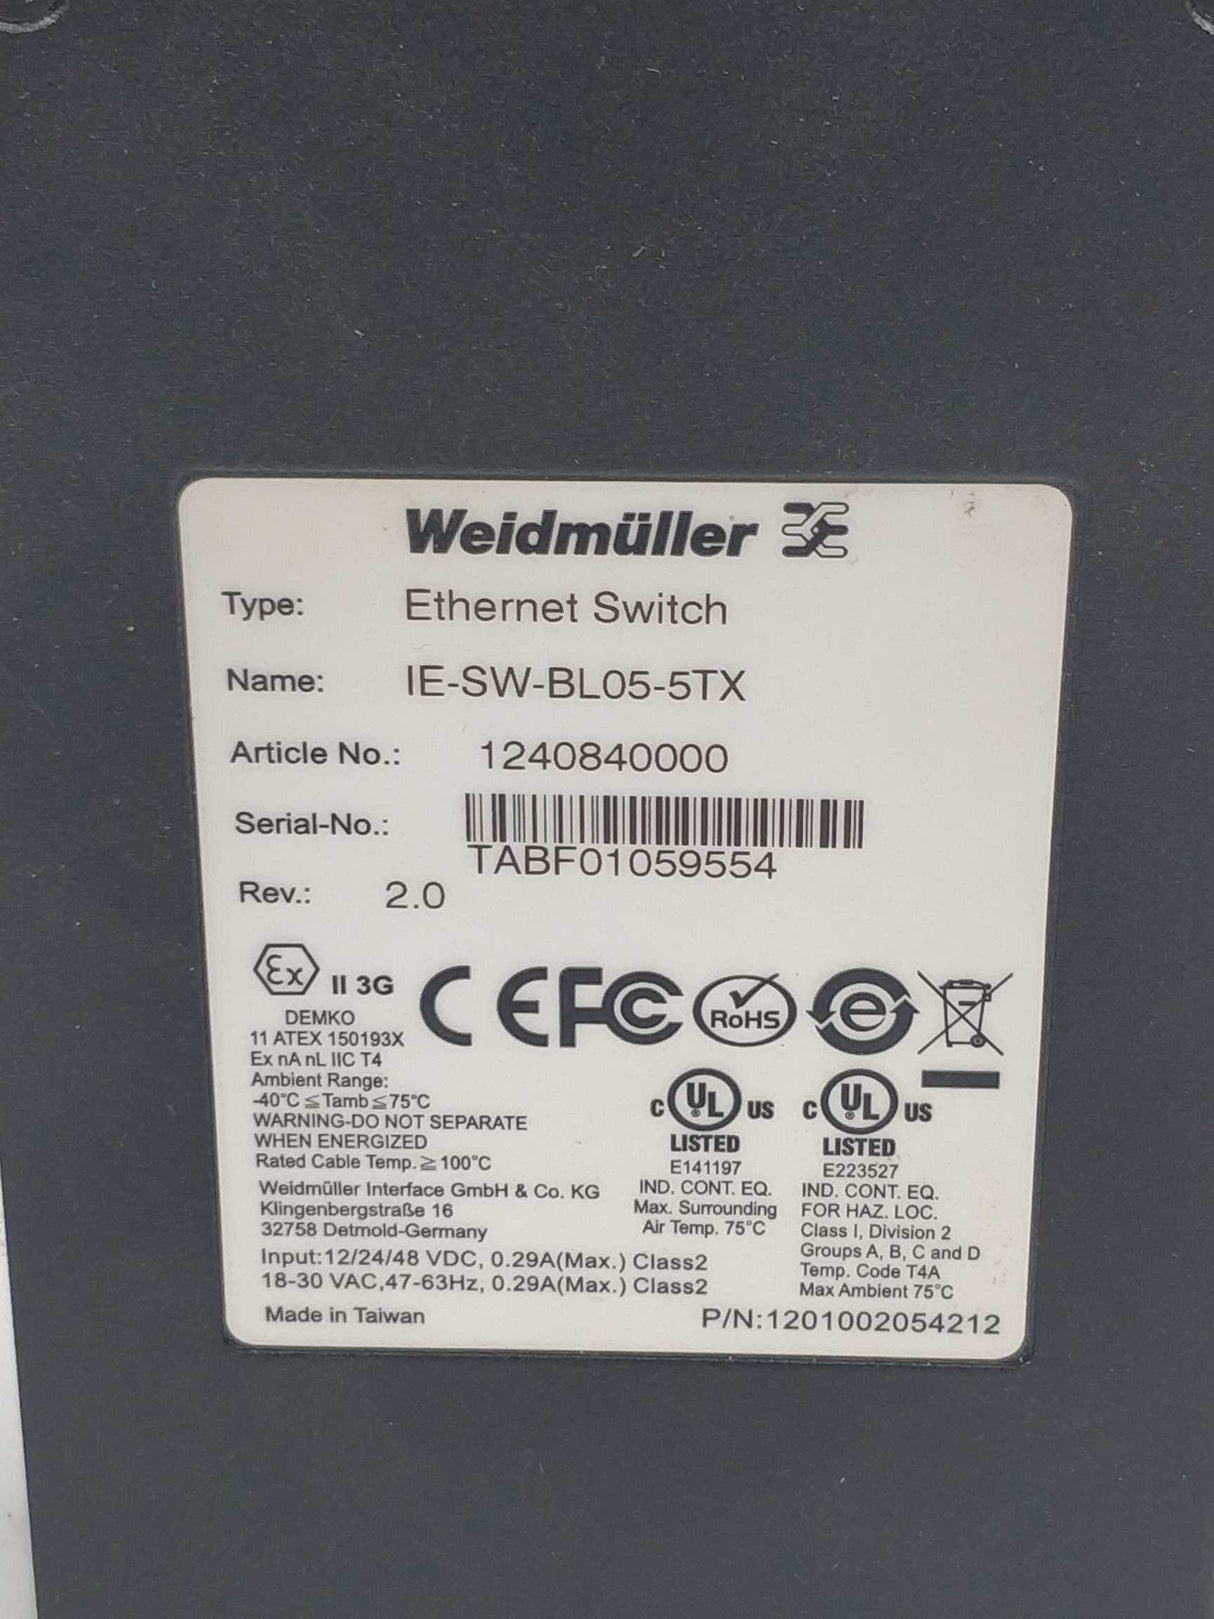 Weidmüller
Type: Ethernet Switch
Name: IE-SW-BL05-5TX
Article No.: 1240840000
Serial-No.:
TABF01059554
Rev.: 2.0
Ex II 3G
DEMKO
11 ATEX 150193X
Ex nA nL IIC T4
Ambient Range:
-40°C ≤ Tamb ≤ 75°C
WARNING-DO NOT SEPARATE
WHEN ENERGIZED
Rated Cable Temp. ≥ 100°C
CE FC RoHS e
c UL US
LISTED
E141197
IND. CONT. EQ.
Max. Surrounding
Air Temp. 75°C
c UL US
LISTED
E223527
IND. CONT. EQ.
FOR HAZ. LOC.
Class I, Division 2
Groups A, B, C and D
Temp. Code T4A
Max Ambient 75°C
Weidmüller Interface GmbH & Co. KG
Klingenbergstraße 16
32758 Detmold-Germany
Input:12/24/48 VDC, 0.29A(Max.) Class2
18-30 VAC,47-63Hz, 0.29A(Max.) Class2
Made in Taiwan
P/N:1201002054212